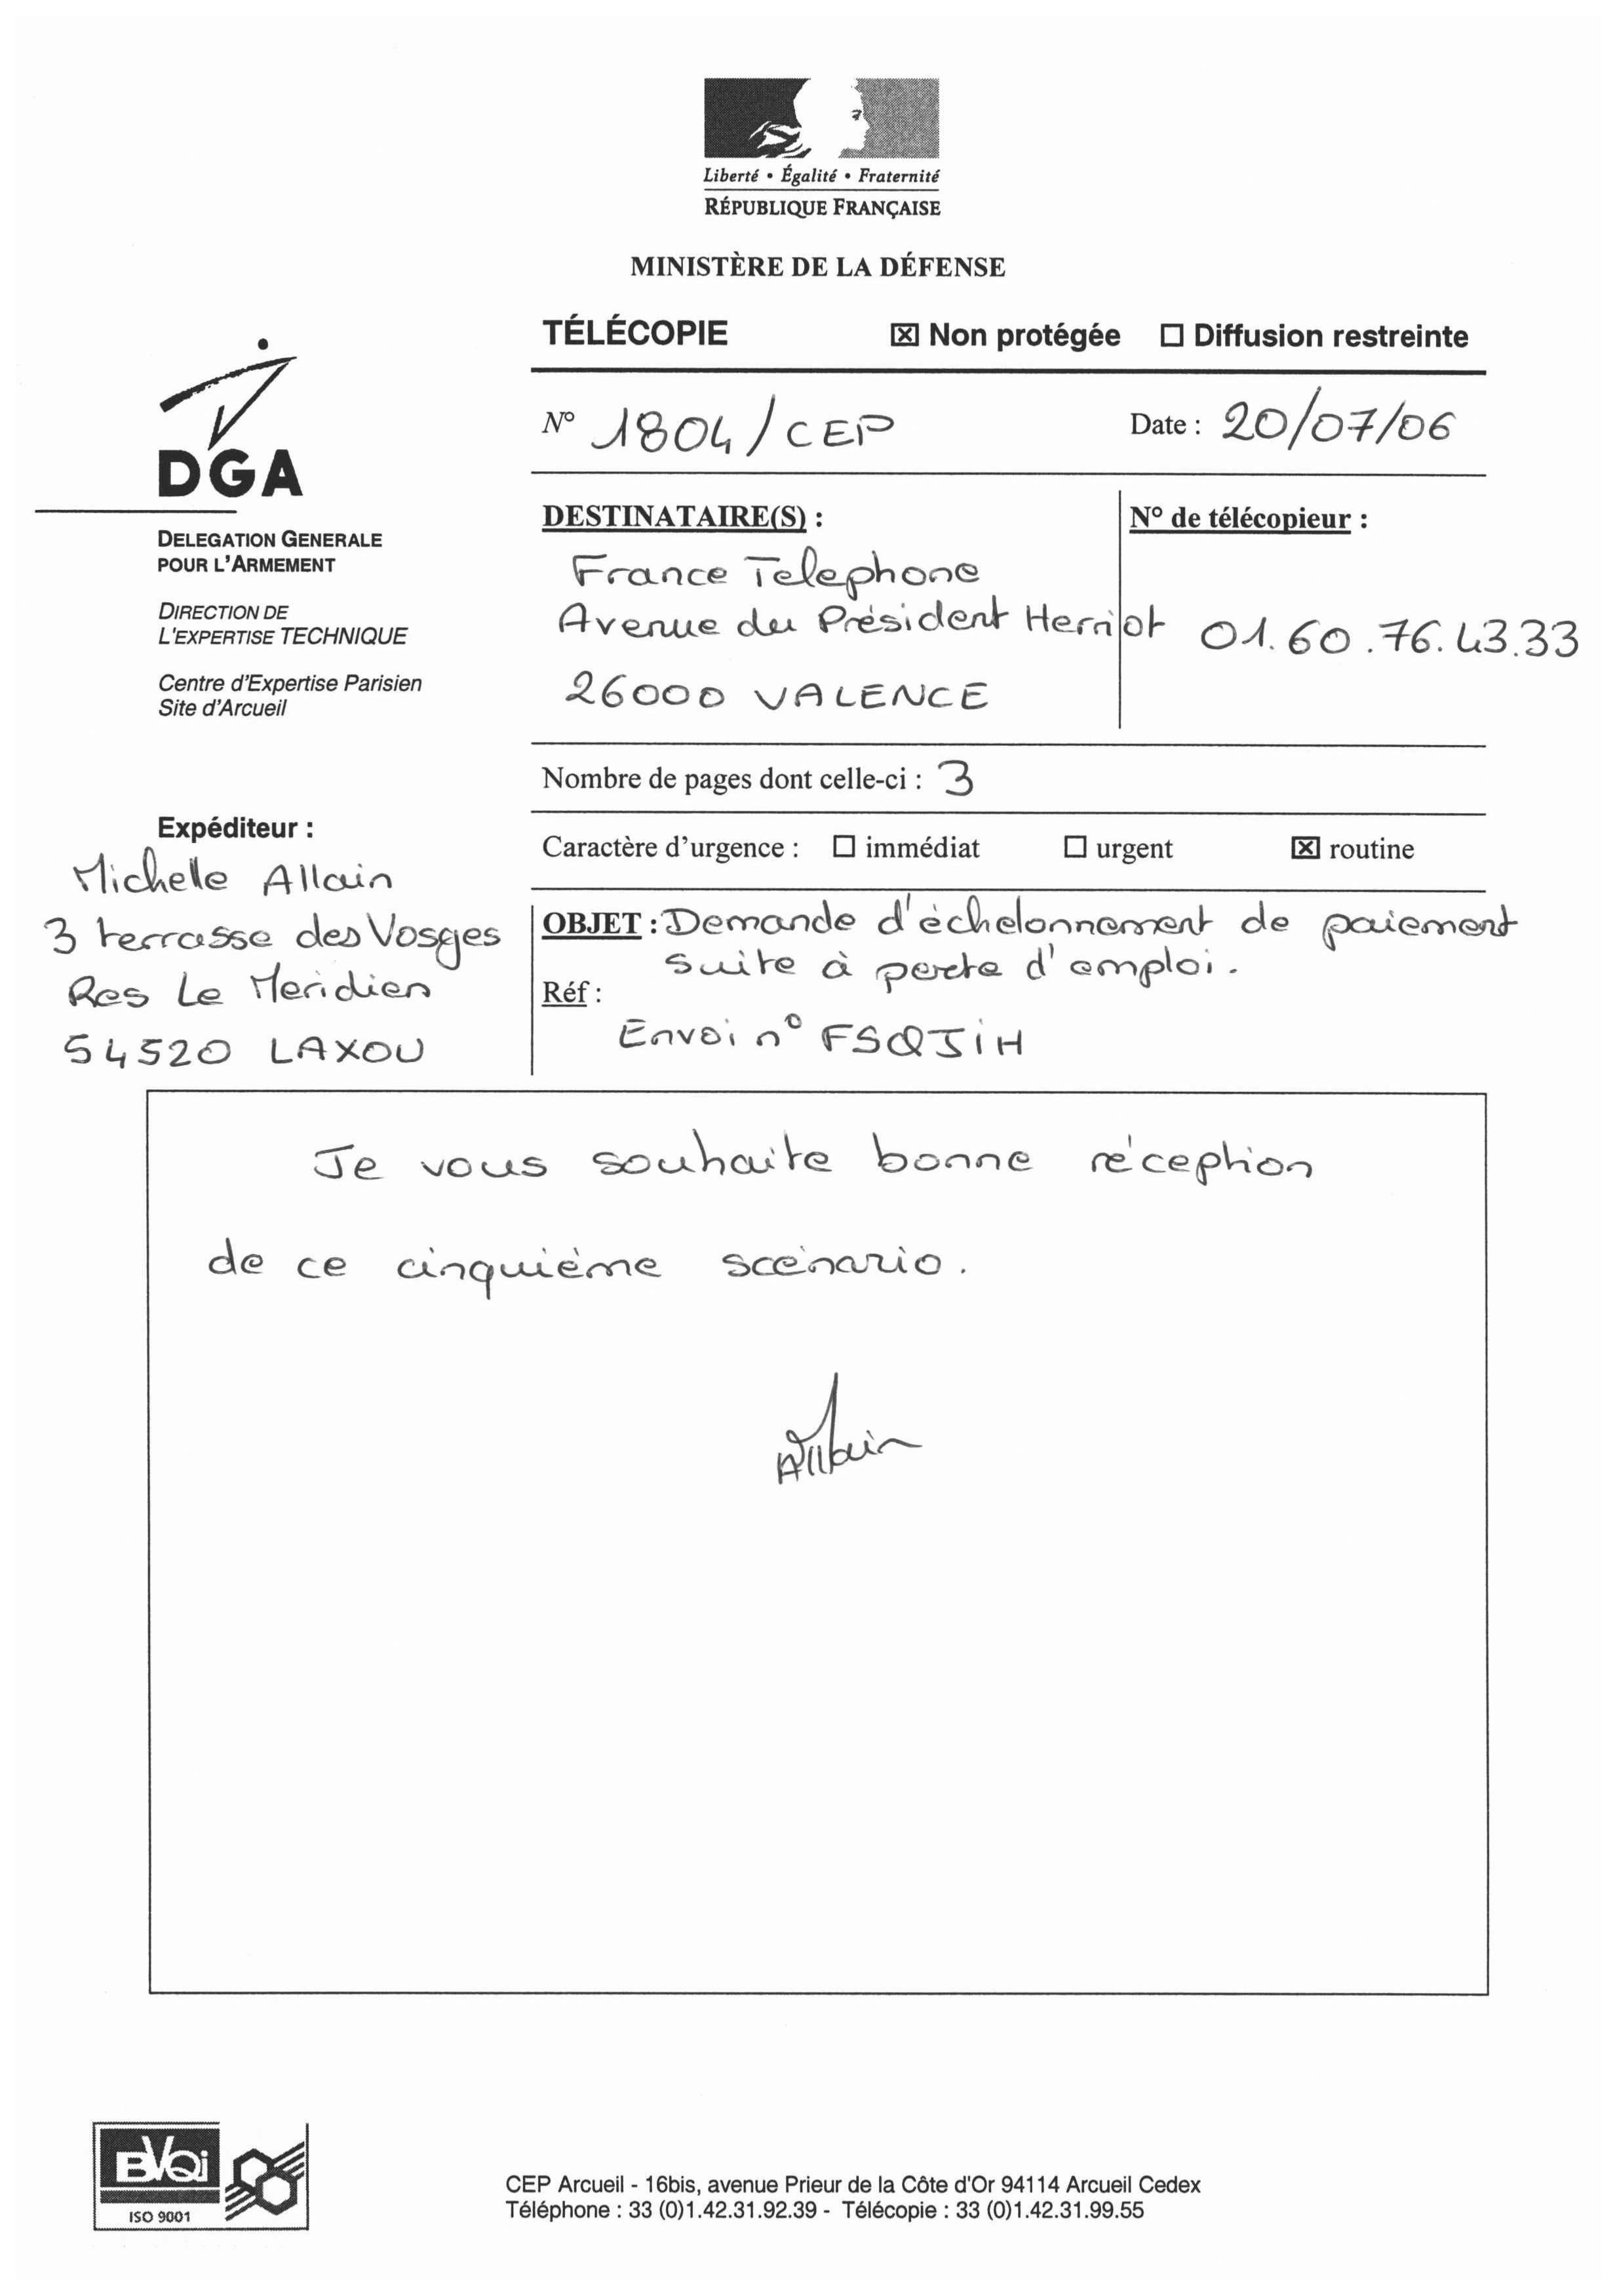 Liberté • Égalité • Fraternité
RÉPUBLIQUE FRANÇAISE
MINISTÈRE DE LA DÉFENSE
TÉLÉCOPIE ☒ Non protégée ☐ Diffusion restreinte
N° 1804/CEP Date : 20/07/06
DGA
DELEGATION GENERALE
POUR L'ARMEMENT
DIRECTION DE
L'EXPERTISE TECHNIQUE
Centre d'Expertise Parisien
Site d'Arcueil
DESTINATAIRE(S) :
France Telephone
Avenue du Président Herriot
26000 VALENCE
N° de télécopieur :
01.60.76.43.33
Nombre de pages dont celle-ci : 3
Caractère d'urgence : ☐ immédiat ☐ urgent ☒ routine
Expéditeur :
Michelle Allain
3 terrasse des Vosges
Res Le Meridien
54520 LAXOU
OBJET : Demande d'échelonnement de paiement
suite à perte d'emploi.
Réf :
Envoi n° FSQJIH
Je vous souhaite bonne réception
de ce cinquième scénario.
Allain
BVQi
ISO 9001
CEP Arcueil - 16bis, avenue Prieur de la Côte d'Or 94114 Arcueil Cedex
Téléphone : 33 (0)1.42.31.92.39 - Télécopie : 33 (0)1.42.31.99.55